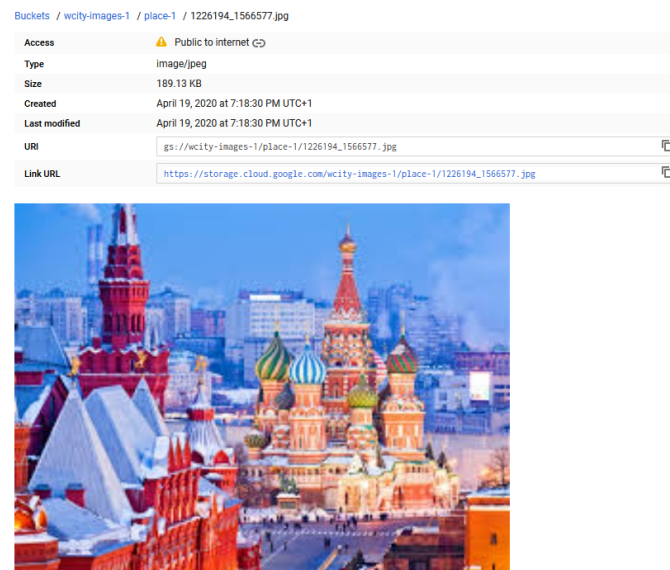 Buckets / wcity-images-1 / place-1 / 1226194_1566577.jpg
Access Public to internet
Type image/jpeg
Size 189.13 KB
Created April 19, 2020 at 7:18:30 PM UTC+1
Last modified April 19, 2020 at 7:18:30 PM UTC+1
URI gs://wcity-images-1/place-1/1226194_1566577.jpg
Link URL https://storage.cloud.google.com/wcity-images-1/place-1/1226194_1566577.jpg